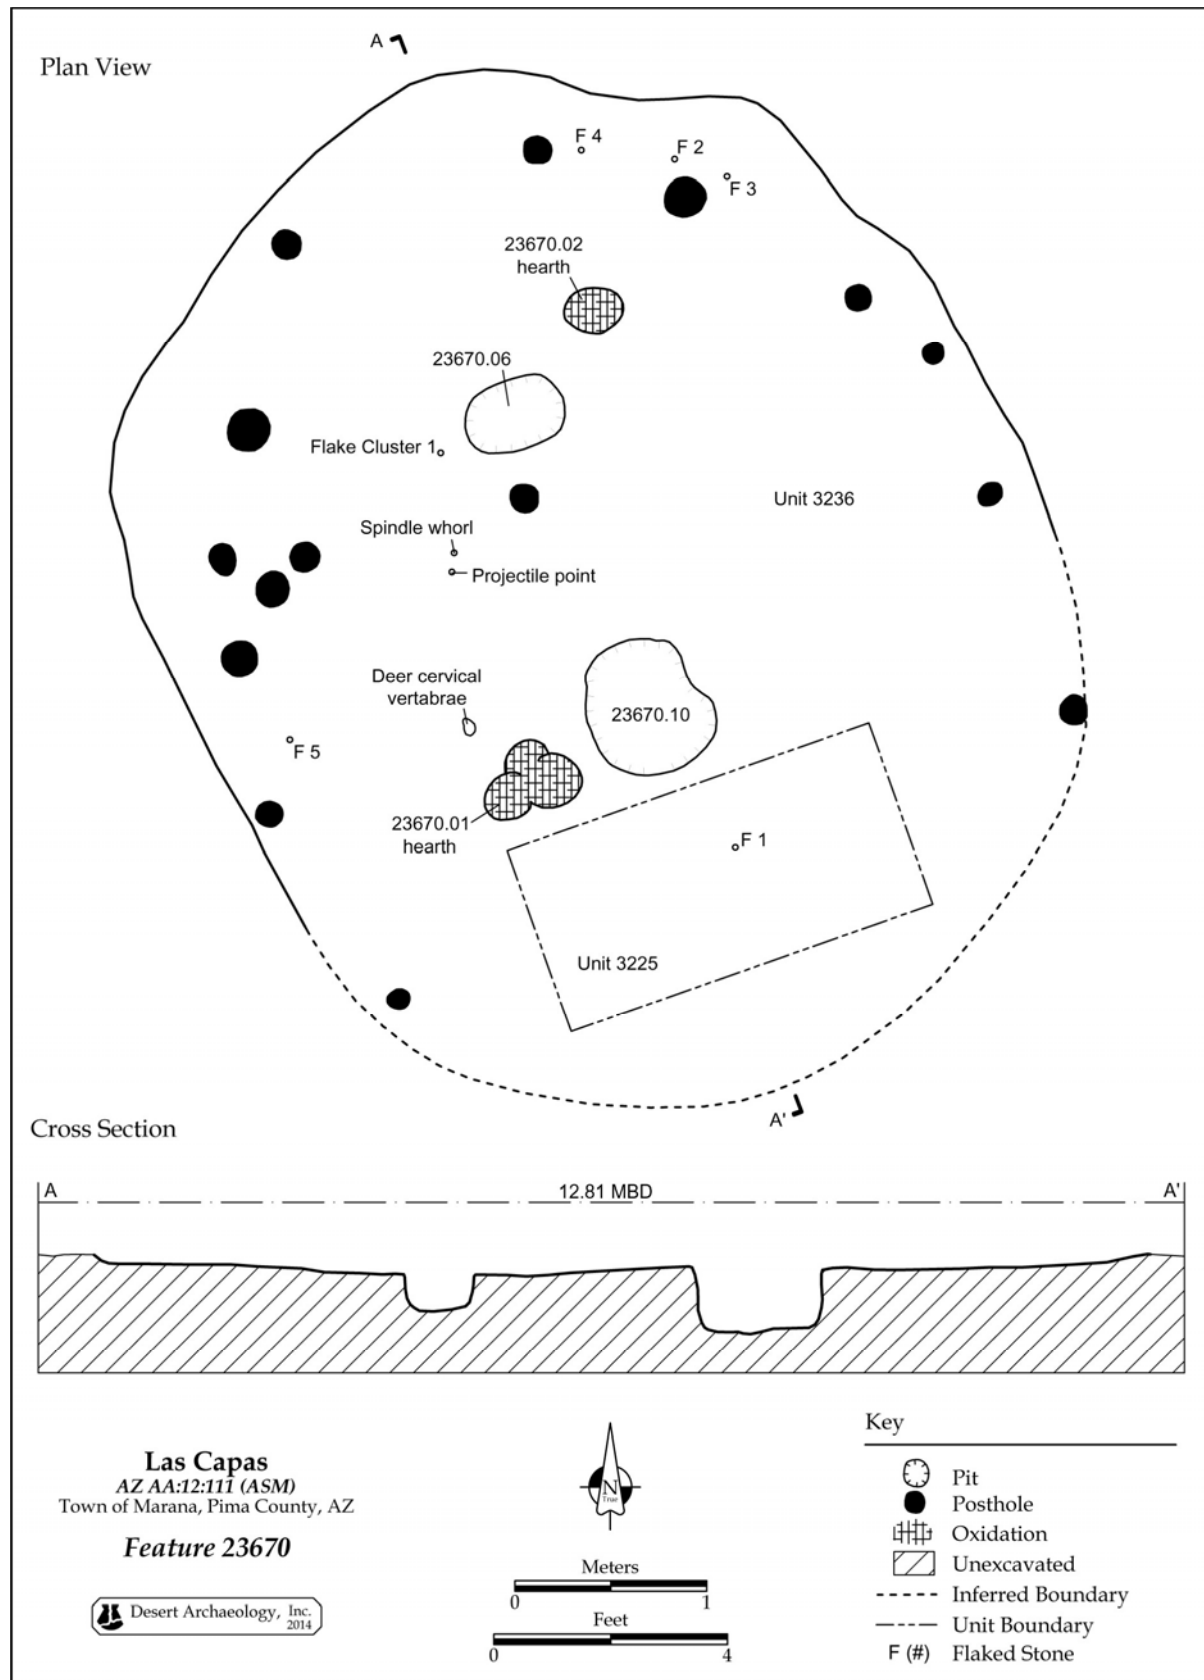 Plan View
A
F 4
F 2
F 3
23670.02
hearth
23670.06
Flake Cluster 1
Unit 3236
Spindle whorl
Projectile point
Deer cervical
vertabrae
23670.10
F 5
23670.01
hearth
F 1
Unit 3225
A'
Cross Section
A
12.81 MBD
A'
Las Capas
AZ AA:12:111 (ASM)
Town of Marana, Pima County, AZ
Feature 23670
Desert Archaeology, Inc.
2014
N
True
Meters
0 1
Feet
0 4
Key
Pit
Posthole
Oxidation
Unexcavated
Inferred Boundary
Unit Boundary
F (#) Flaked Stone